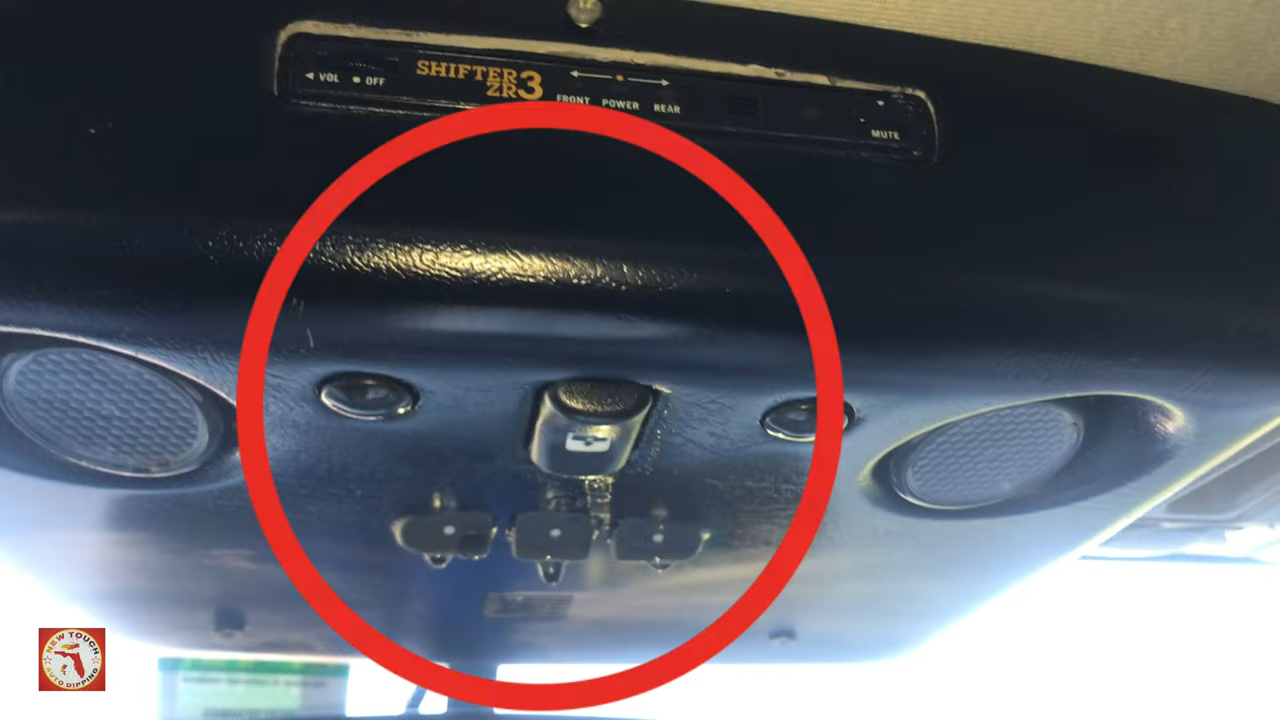 ◄ VOL ● OFF
SHIFTER
ZR3
FRONT POWER REAR
MUTE
NEW TOUCH
AUTO DIPPING